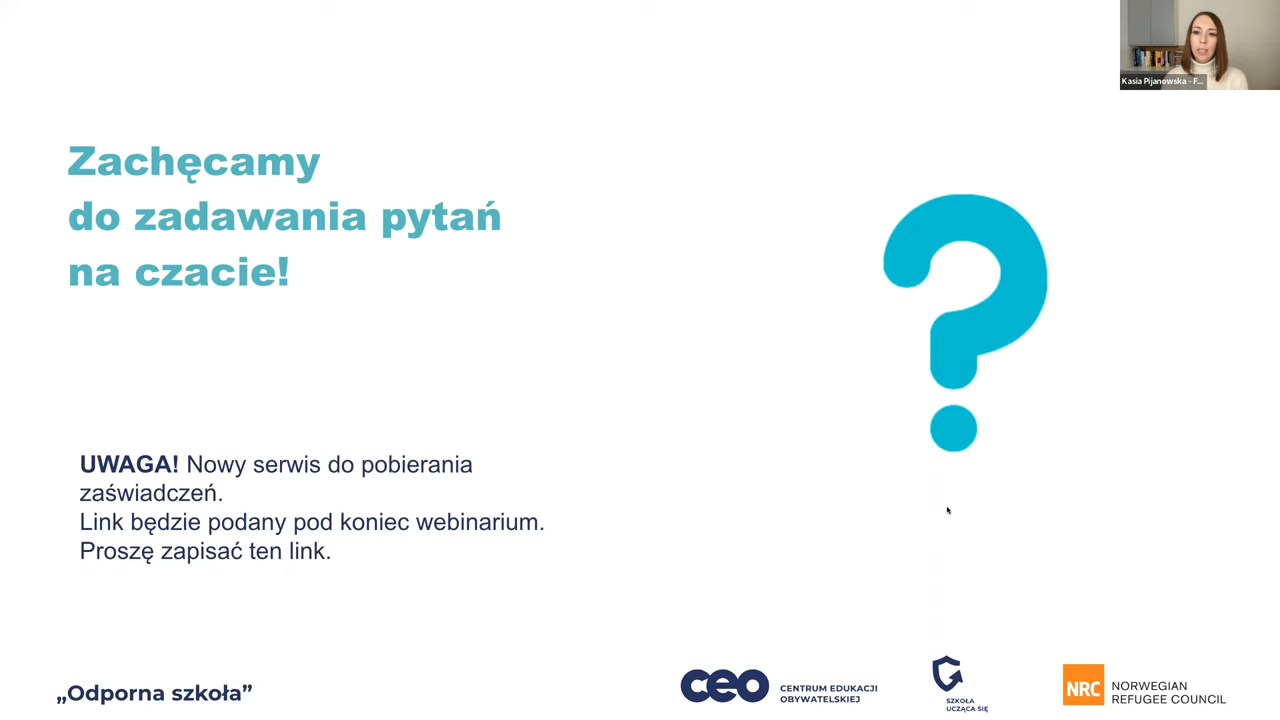 Kasia Pijanowska - F...
Zachęcamy
do zadawania pytań
na czacie!
UWAGA! Nowy serwis do pobierania
zaświadczeń.
Link będzie podany pod koniec webinarium.
Proszę zapisać ten link.
„Odporna szkoła”
ceo
CENTRUM EDUKACJI
OBYWATELSKIEJ
SZKOŁA
UCZĄCA SIĘ
NRC
NORWEGIAN
REFUGEE COUNCIL